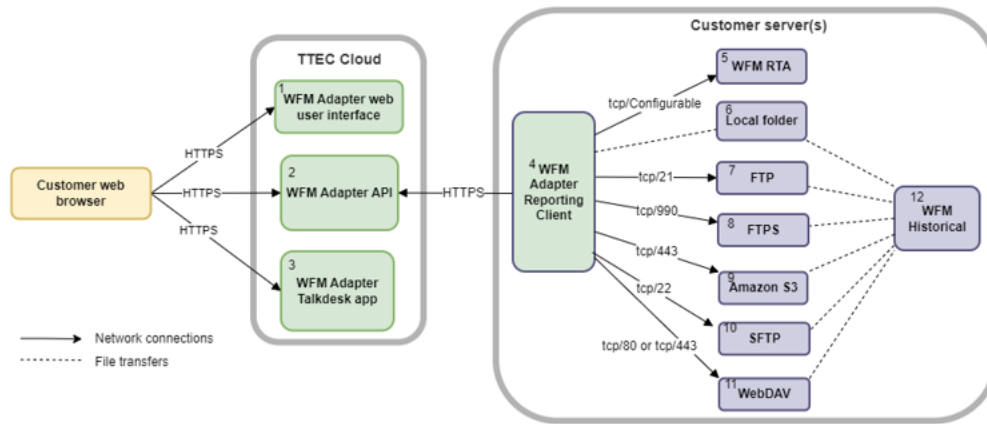 Customer server(s)
TTEC Cloud
1
WFM Adapter web
user interface
2
WFM Adapter API
3
WFM Adapter
Talkdesk app
Customer web
browser
HTTPS
HTTPS
HTTPS
HTTPS
4
WFM
Adapter
Reporting
Client
tcp/Configurable
tcp/21
tcp/990
tcp/443
tcp/22
tcp/80 or tcp/443
5
WFM RTA
6
Local folder
7
FTP
8
FTPS
9
Amazon S3
10
SFTP
11
WebDAV
12
WFM
Historical
Network connections
File transfers